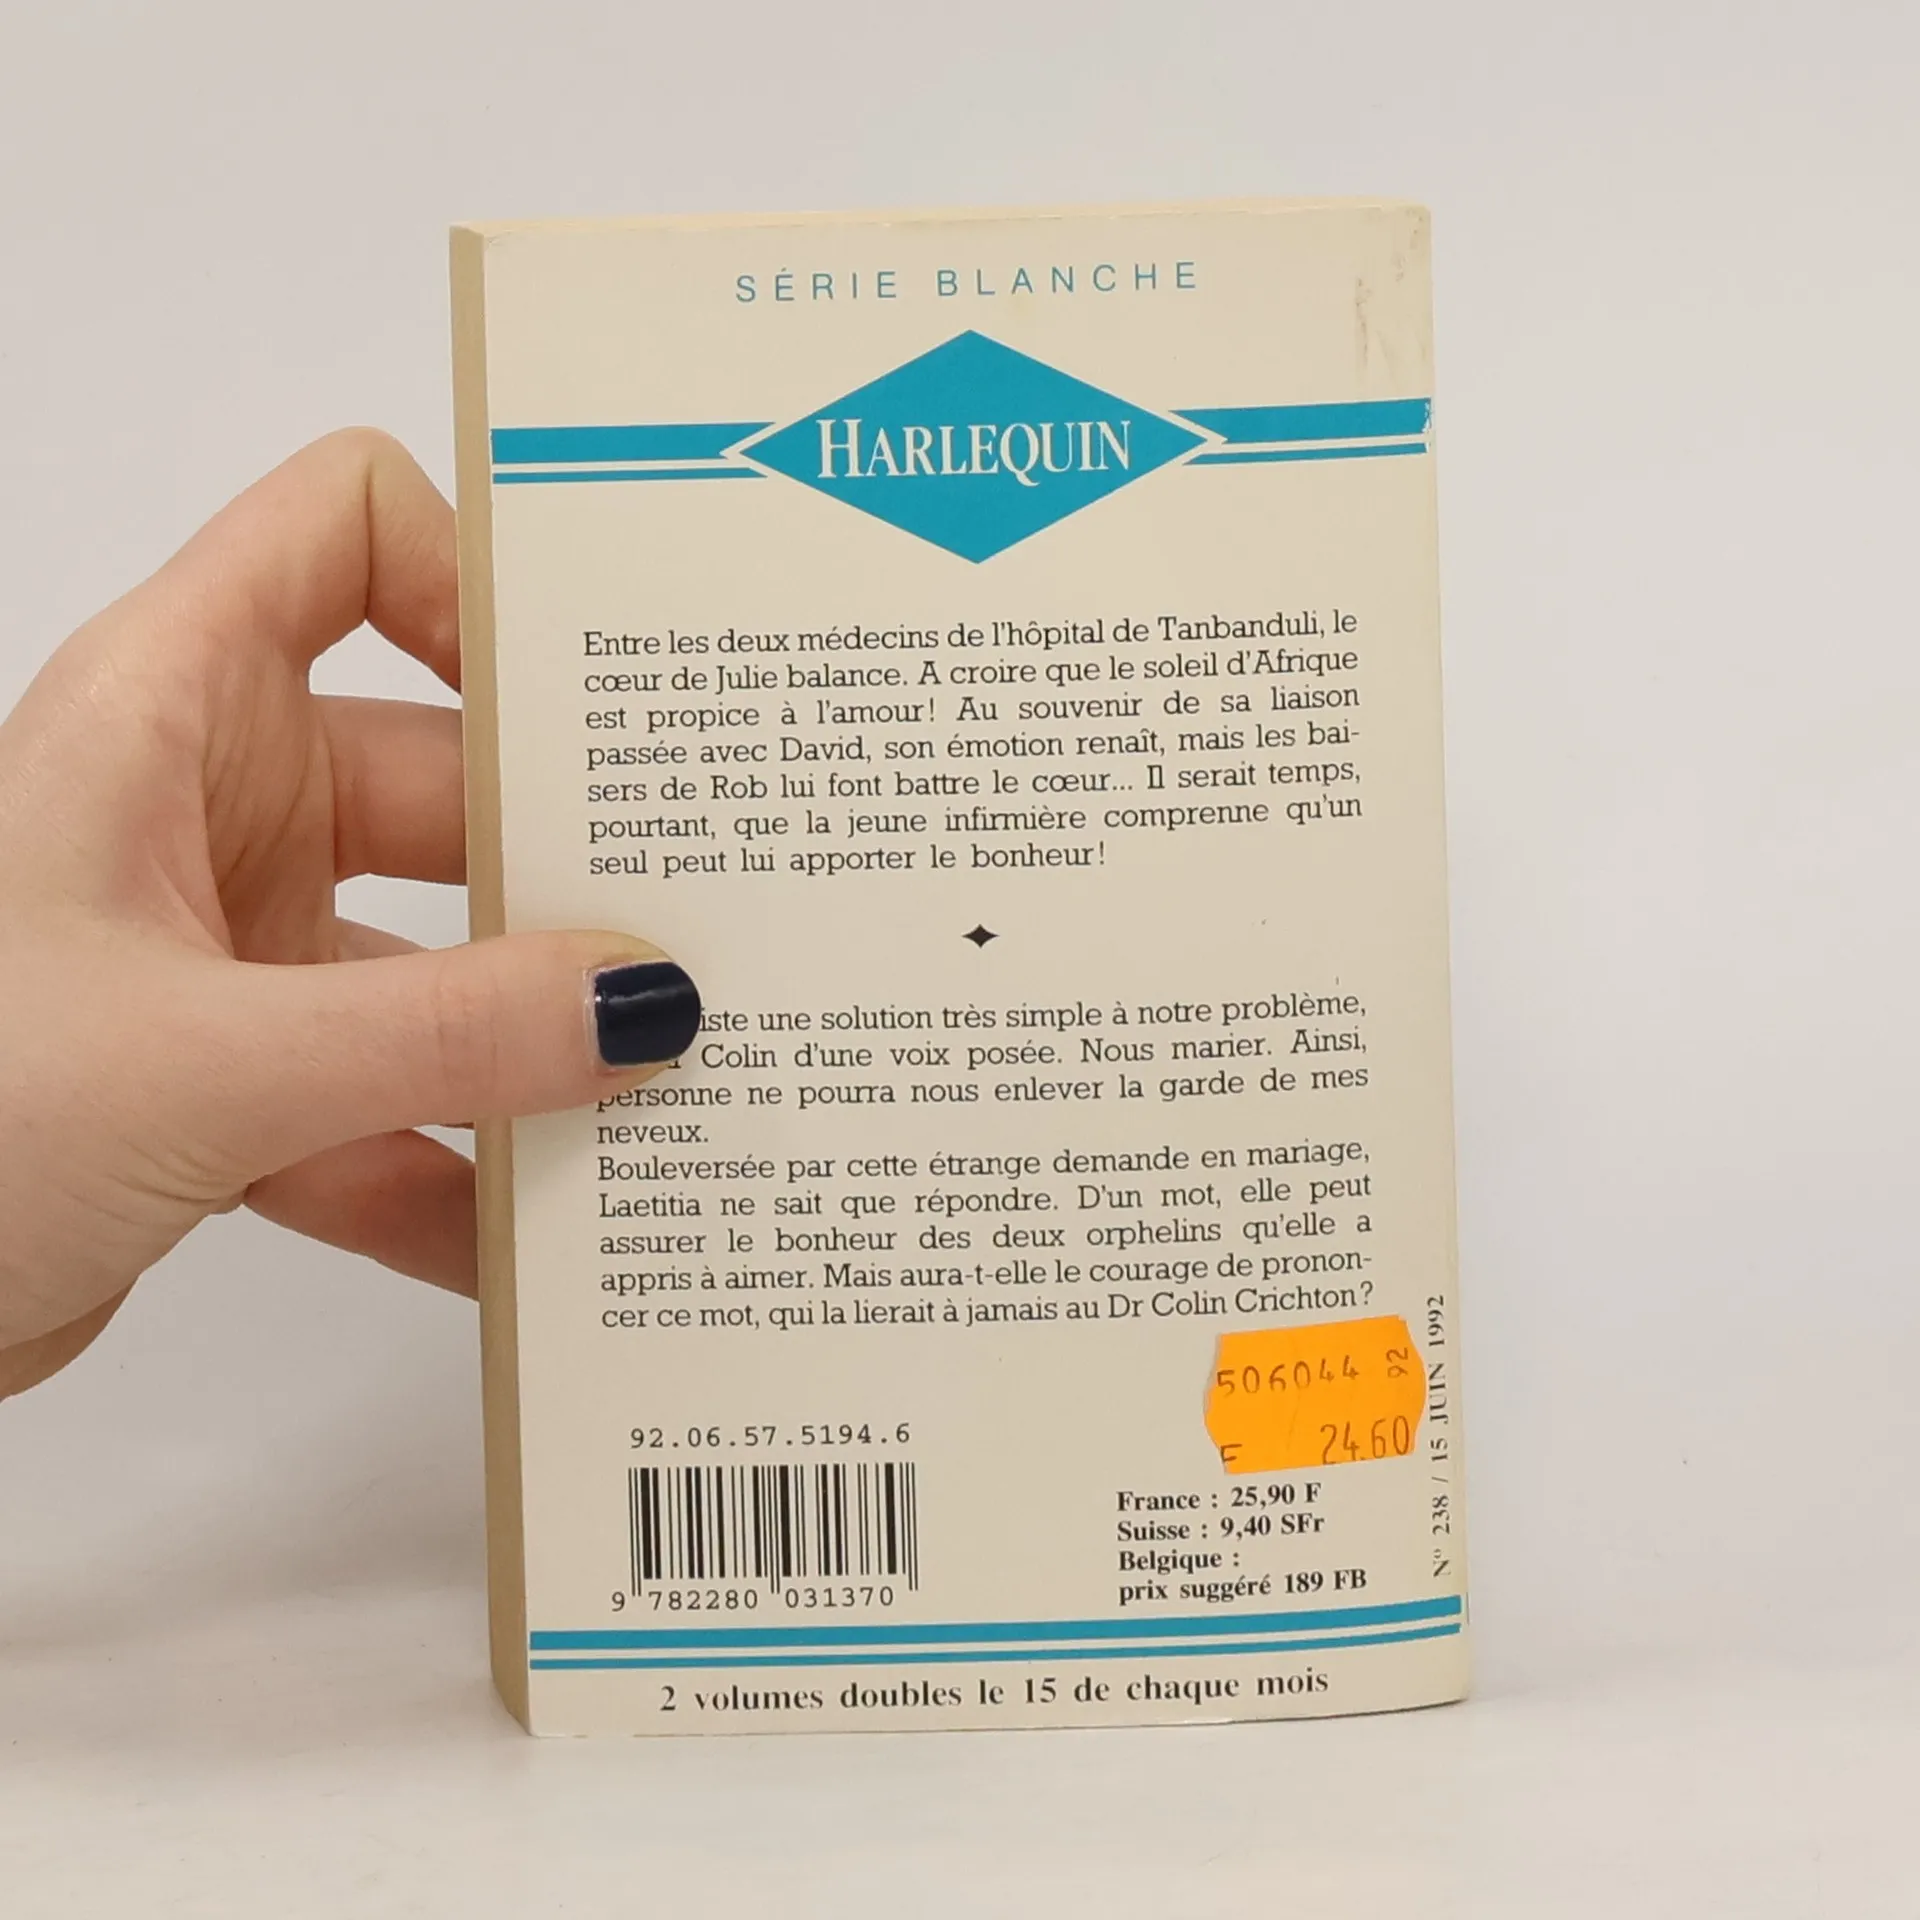 SÉRIE BLANCHE
HARLEQUIN
Entre les deux médecins de l'hôpital de Tanbanduli, le
cœur de Julie balance. A croire que le soleil d'Afrique
est propice à l'amour! Au souvenir de sa liaison
passée avec David, son émotion renaît, mais les bai-
sers de Rob lui font battre le cœur... Il serait temps,
pourtant, que la jeune infirmière comprenne qu'un
seul peut lui apporter le bonheur!
une solution très simple à notre problème,
Colin d'une voix posée. Nous marier. Ainsi,
personne ne pourra nous enlever la garde de mes
neveux.
Bouleversée par cette étrange demande en mariage,
Laetitia ne sait que répondre. D'un mot, elle peut
assurer le bonheur des deux orphelins qu'elle a
appris à aimer. Mais aura-t-elle le courage de pronon-
cer ce mot, qui la lierait à jamais au Dr Colin Crichton?
506044 92
F 24.60
92.06.57.5194.6
9 782280 031370
France : 25,90 F
Suisse : 9,40 SFr
Belgique :
prix suggéré 189 FB
Nº 238 / 15 JUIN 1992
2 volumes doubles le 15 de chaque mois